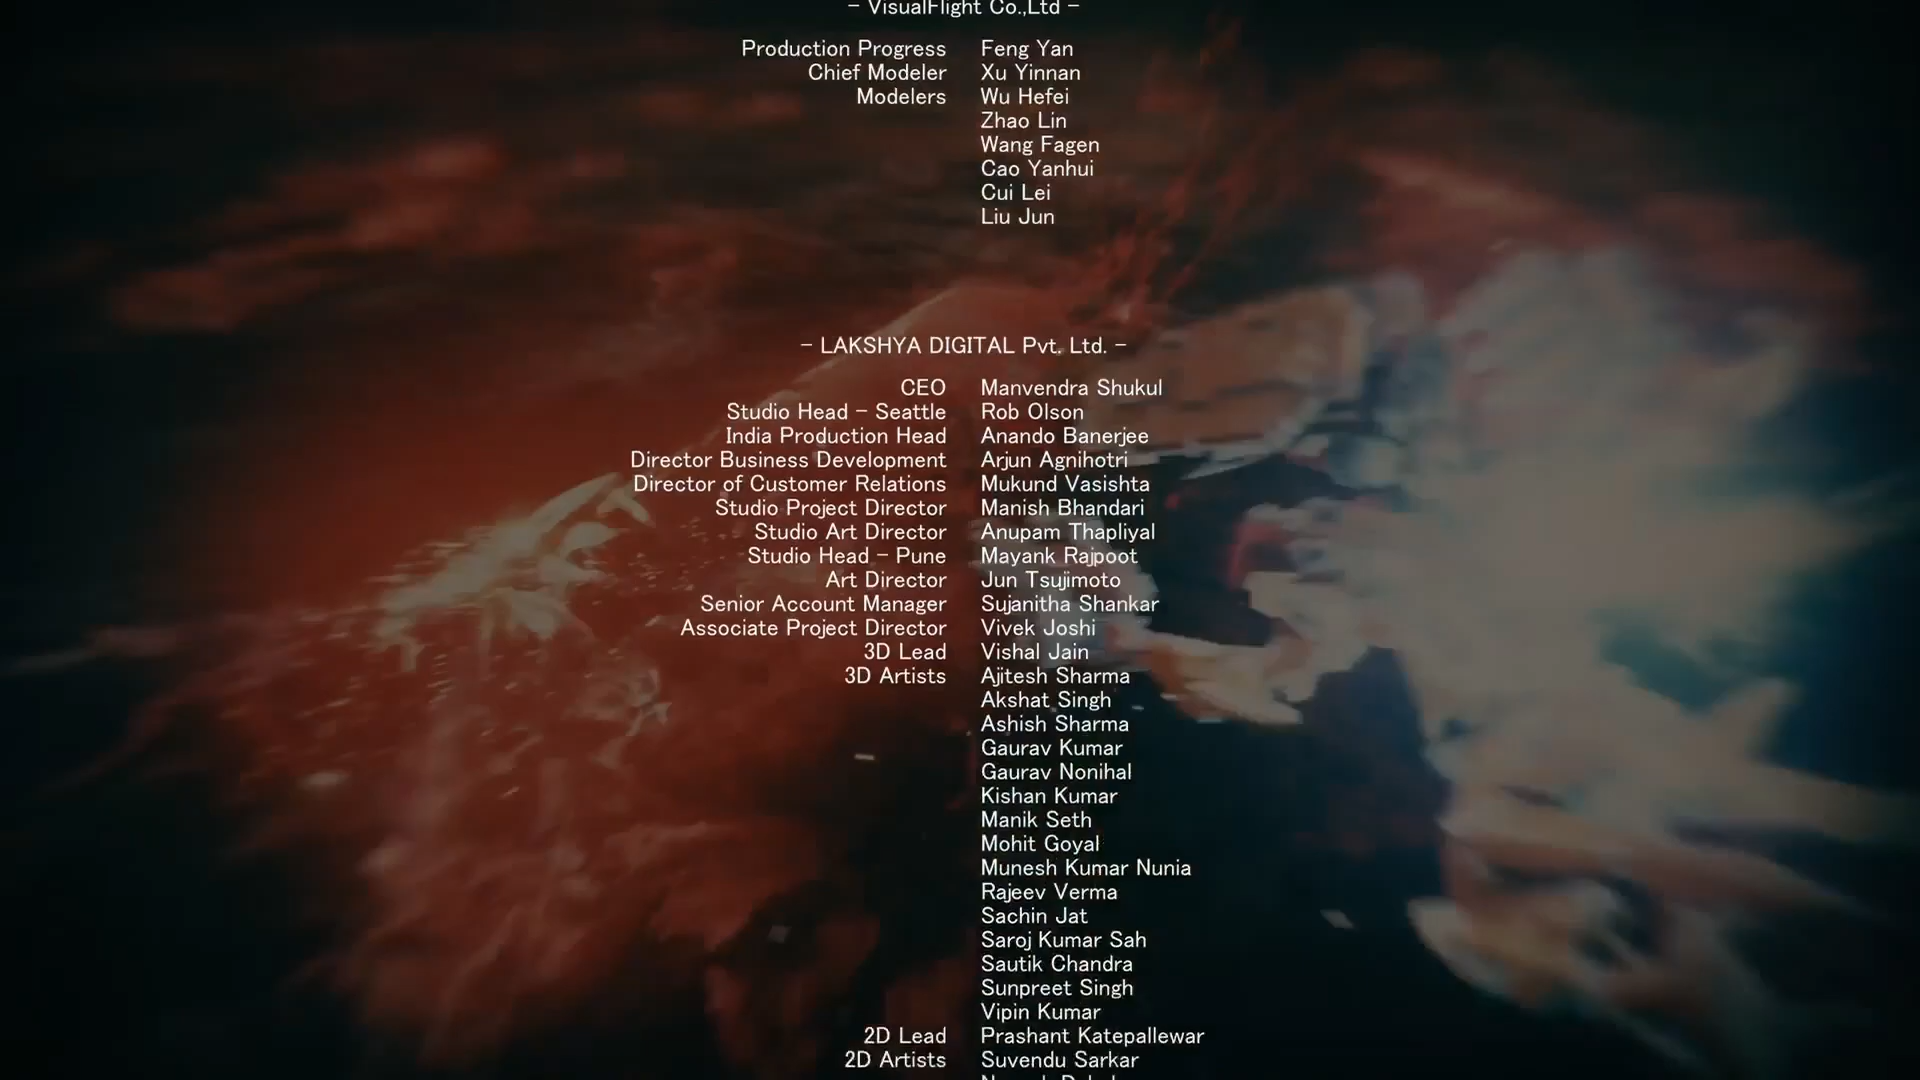 - VisualFlight Co.,Ltd -
Production Progress Feng Yan
Chief Modeler Xu Yinnan
Modelers Wu Hefei
Zhao Lin
Wang Fagen
Cao Yanhui
Cui Lei
Liu Jun
- LAKSHYA DIGITAL Pvt. Ltd. -
CEO Manvendra Shukul
Studio Head - Seattle Rob Olson
India Production Head Anando Banerjee
Director Business Development Arjun Agnihotri
Director of Customer Relations Mukund Vasishta
Studio Project Director Manish Bhandari
Studio Art Director Anupam Thapliyal
Studio Head - Pune Mayank Rajpoot
Art Director Jun Tsujimoto
Senior Account Manager Sujanitha Shankar
Associate Project Director Vivek Joshi
3D Lead Vishal Jain
3D Artists Ajitesh Sharma
Akshat Singh
Ashish Sharma
Gaurav Kumar
Gaurav Nonihal
Kishan Kumar
Manik Seth
Mohit Goyal
Munesh Kumar Nunia
Rajeev Verma
Sachin Jat
Saroj Kumar Sah
Sautik Chandra
Sunpreet Singh
Vipin Kumar
2D Lead Prashant Katepallewar
2D Artists Suvendu Sarkar